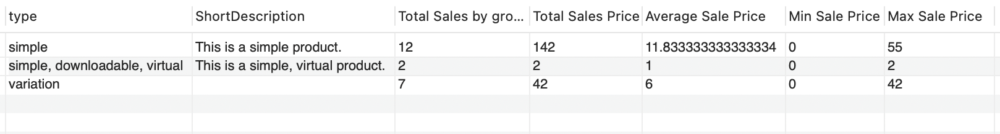 type ShortDescription Total Sales by gro... Total Sales Price Average Sale Price Min Sale Price Max Sale Price
simple This is a simple product. 12 142 11.833333333333334 0 55
simple, downloadable, virtual This is a simple, virtual product. 2 2 1 0 2
variation 7 42 6 0 42